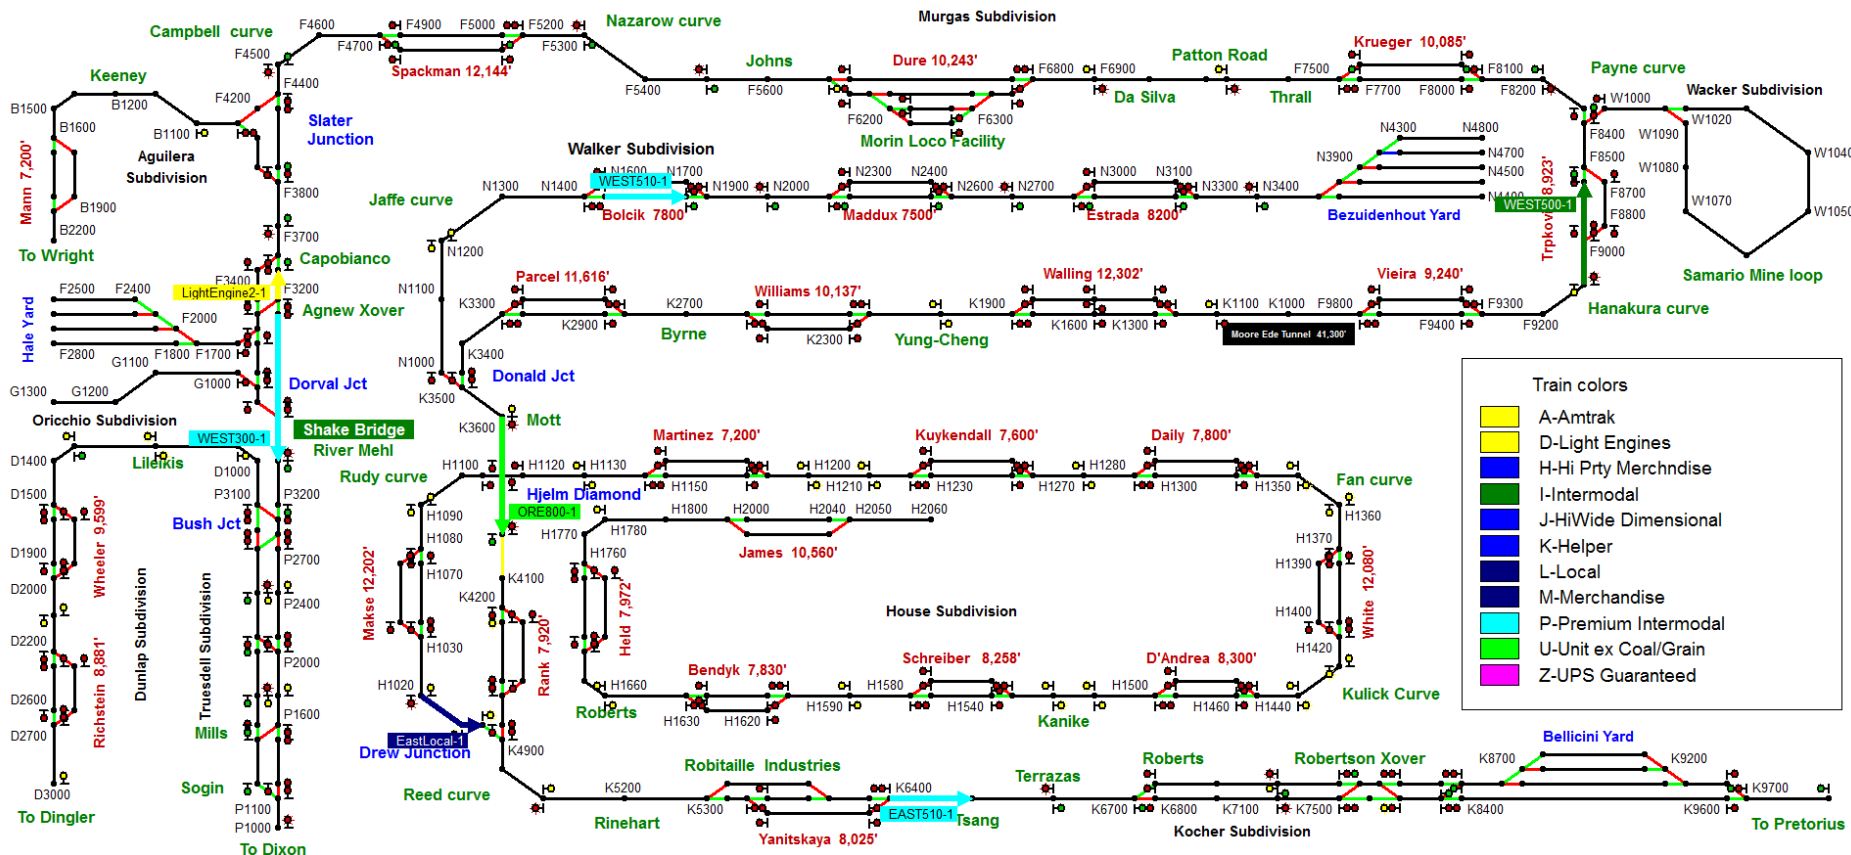 Murgas Subdivision
Campbell curve
F4600
F4900
F5000
F5200
Nazarow curve
F4700
F5300
F4500
Spackman 12,144'
Keeney
F4400
B1500
B1200
F4200
B1600
B1100
Slater
Junction
Aguilera
Subdivision
Mann 7,200'
F3800
B1900
B2200
To Wright
F3700
Capobianco
Johns
Dure 10,243'
F6800
F6900
Patton Road
Krueger 10,085'
F8100
Payne curve
F5400
F5600
Da Silva
F7500
Thrall
F7700
F8000
F8200
W1000
Wacker Subdivision
F6200
F6300
Morin Loco Facility
W1090
W1020
F8400
N4300
N4800
N4700
N3900
N4500
N4400
F8500
W1080
W1040
F8700
F8800
W1070
W1050
F9000
Samario Mine loop
Walker Subdivision
N1600
N1700
WEST510-1
N1300
N1400
N1900
N2000
N2300
N2400
N2600
N2700
N3000
N3100
N3300
N3400
Jaffe curve
Bolcik 7800'
Maddux 7500'
Estrada 8200'
Bezuidenhout Yard
WEST500-1
Trpkovi 8,923'
Hanakura curve
N1200
N1100
F3400
LightEngine2-1
F3200
Agnew Xover
F2500
F2400
F2000
Hale Yard
F2800
F1800
F1700
G1100
G1000
G1300
G1200
Dorval Jct
Oricchio Subdivision
Parcel 11,616'
K3300
K2900
K2700
Byrne
Williams 10,137'
K2300
Yung-Cheng
K1900
Walling 12,302'
K1600
K1300
K1100
K1000
F9800
Moore Ede Tunnel 41,300'
Vieira 9,240'
F9400
F9300
F9200
K3400
N1000
Donald Jct
K3500
K3600
Mott
WEST300-1
Shake Bridge
River Mehl
Lileikis
D1400
D1000
D1500
P3100
P3200
Bush Jct
Wheeler 9,599'
D1900
P2700
D2000
P2400
Dunlap Subdivision
Truesdell Subdivision
D2200
P2000
Richstein 8,881'
D2600
P1600
D2700
Mills
Sogin
D3000
P1100
To Dingler
P1000
To Dixon
Rudy curve
H1100
H1120
H1130
Martinez 7,200'
H1150
H1200
H1210
Kuykendall 7,600'
H1230
H1280
H1270
Daily 7,800'
H1300
H1350
Fan curve
H1360
H1370
Hjelm Diamond
ORE800-1
H1090
H1080
H1770
H1780
H1800
H2000
H2040
H2050
H2060
James 10,560'
H1760
H1070
K4100
K4200
Makse 12,202'
H1030
H1020
Rank 7,920'
Held 7,972'
House Subdivision
H1390
H1400
White 12,080'
H1420
Kulick Curve
H1660
Roberts
Bendyk 7,830'
H1630
H1620
H1590
H1580
Schreiber 8,258'
H1540
Kanike
H1500
D'Andrea 8,300'
H1460
H1440
EastLocal-1
Drew Junction
K4900
Reed curve
K5200
Rinehart
Robitaille Industries
K5300
Yanitskaya 8,025'
K6400
EAST510-1
Tsang
Terrazas
K6700
Roberts
K6800
K7100
Kocher Subdivision
Robertson Xover
K7500
K8400
K8700
Bellicini Yard
K9200
K9600
K9700
To Pretorius
Train colors
A-Amtrak
D-Light Engines
H-Hi Prty Merchndise
I-Intermodal
J-HiWide Dimensional
K-Helper
L-Local
M-Merchandise
P-Premium Intermodal
U-Unit ex Coal/Grain
Z-UPS Guaranteed